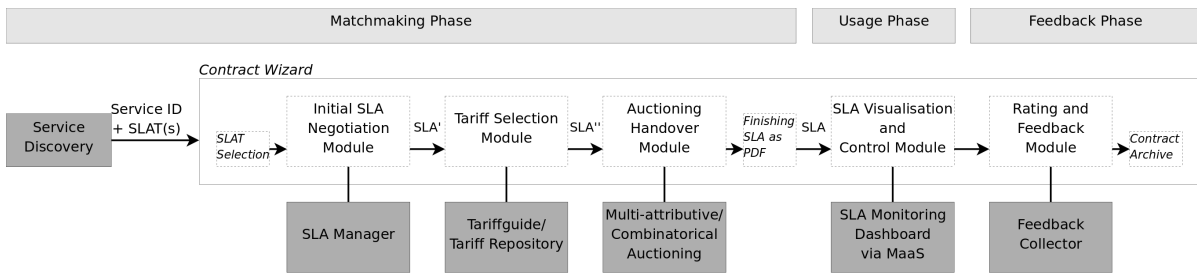 Matchmaking Phase
Usage Phase
Feedback Phase
Contract Wizard
Service
Discovery
Service ID
+ SLAT(s)
SLAT
Selection
Initial SLA
Negotiation
Module
SLA'
Tariff Selection
Module
SLA''
Auctioning
Handover
Module
Finishing
SLA as
PDF
SLA
SLA Visualisation
and
Control Module
Rating and
Feedback
Module
Contract
Archive
SLA Manager
Tariffguide/
Tariff Repository
Multi-attributive/
Combinatorical
Auctioning
SLA Monitoring
Dashboard
via MaaS
Feedback
Collector